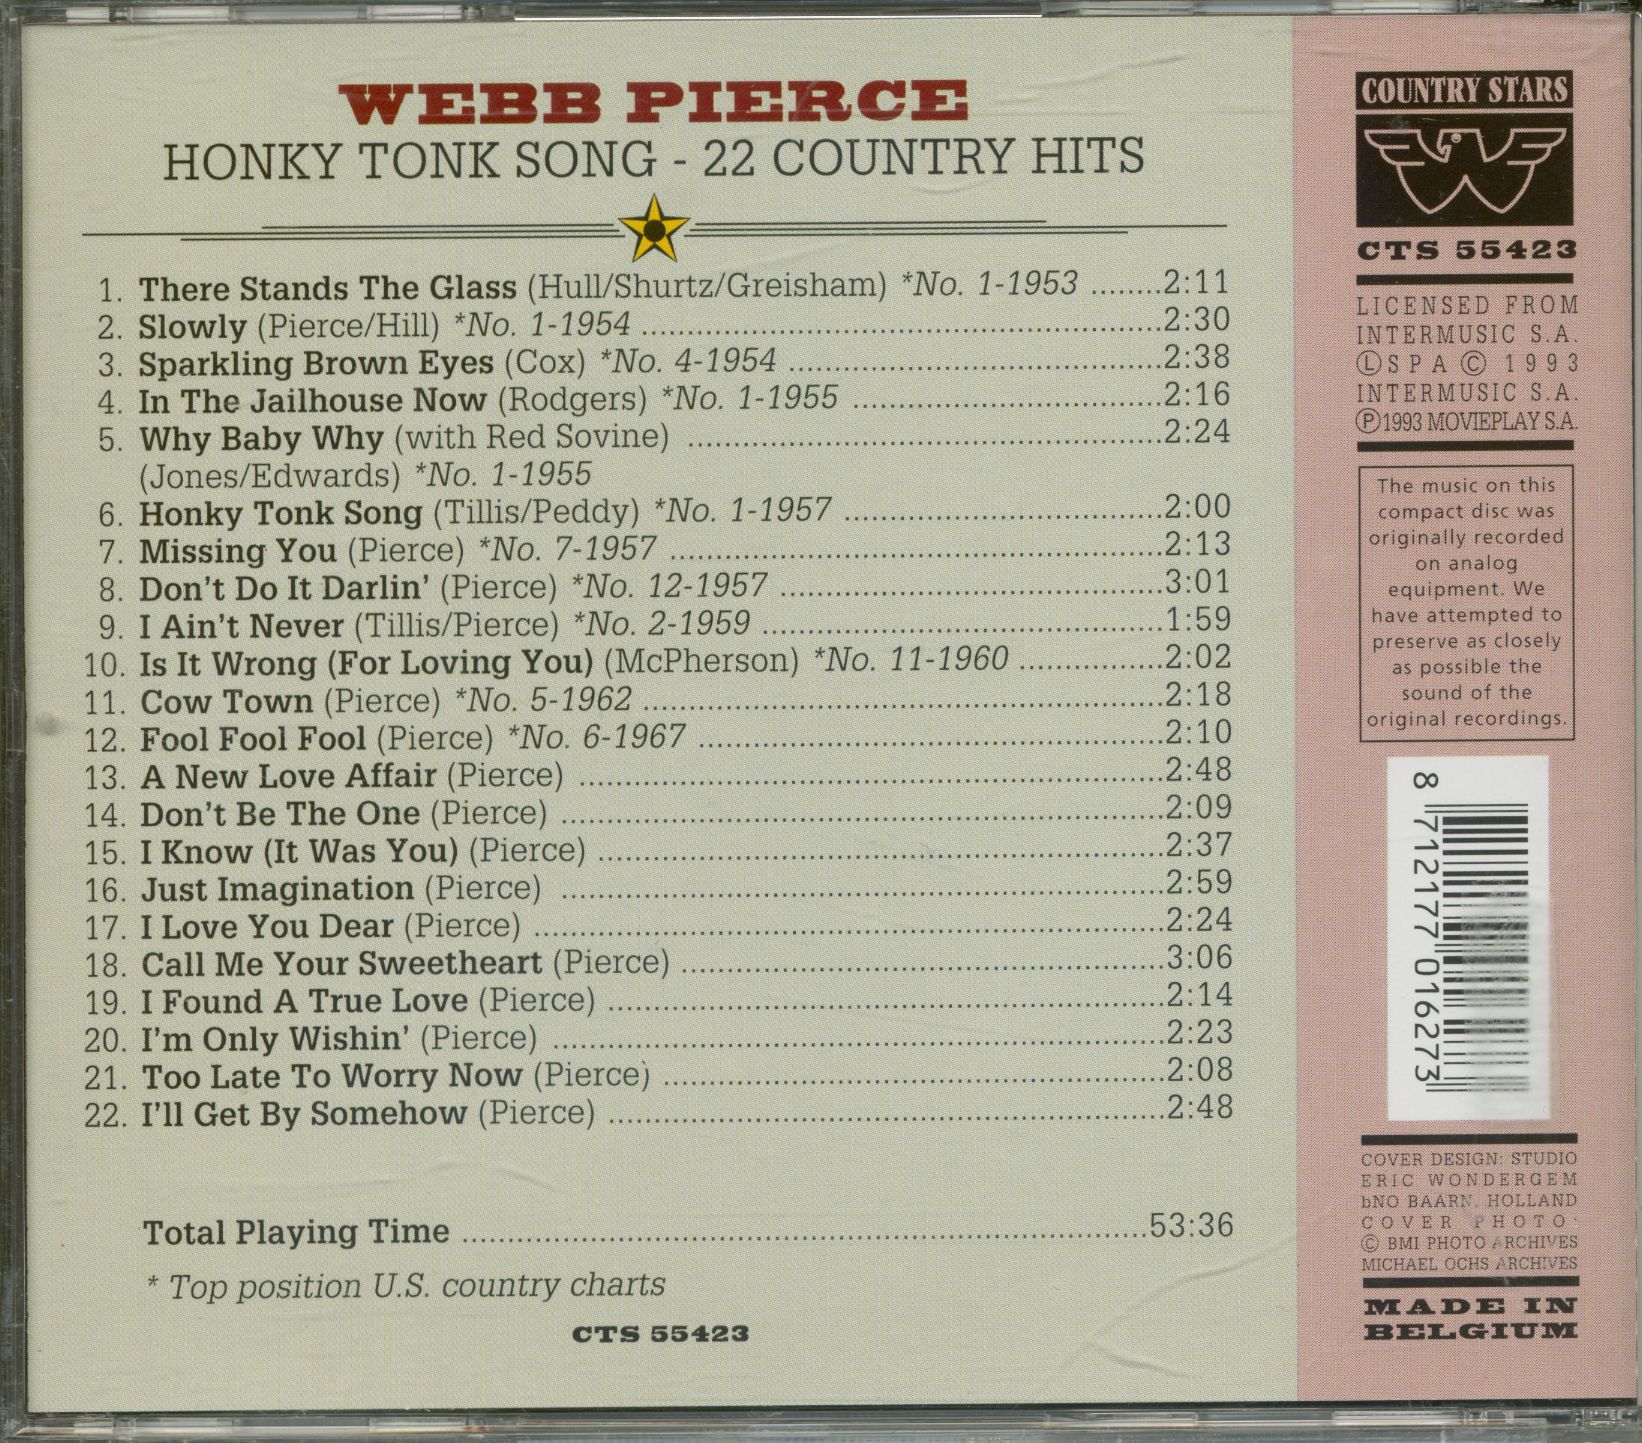 WEBB PIERCE
HONKY TONK SONG - 22 COUNTRY HITS
1. There Stands The Glass (Hull/Shurtz/Greisham) *No. 1-1953 ........2:11
2. Slowly (Pierce/Hill) *No. 1-1954 ........2:30
3. Sparkling Brown Eyes (Cox) *No. 4-1954 ........2:38
4. In The Jailhouse Now (Rodgers) *No. 1-1955 ........2:16
5. Why Baby Why (with Red Sovine) ........2:24
(Jones/Edwards) *No. 1-1955
6. Honky Tonk Song (Tillis/Peddy) *No. 1-1957 ........2:00
7. Missing You (Pierce) *No. 7-1957 ........2:13
8. Don't Do It Darlin' (Pierce) *No. 12-1957 ........3:01
9. I Ain't Never (Tillis/Pierce) *No. 2-1959 ........1:59
10. Is It Wrong (For Loving You) (McPherson) *No. 11-1960 ........2:02
11. Cow Town (Pierce) *No. 5-1962 ........2:18
12. Fool Fool Fool (Pierce) *No. 6-1967 ........2:10
13. A New Love Affair (Pierce) ........2:48
14. Don't Be The One (Pierce) ........2:09
15. I Know (It Was You) (Pierce) ........2:37
16. Just Imagination (Pierce) ........2:59
17. I Love You Dear (Pierce) ........2:24
18. Call Me Your Sweetheart (Pierce) ........3:06
19. I Found A True Love (Pierce) ........2:14
20. I'm Only Wishin' (Pierce) ........2:23
21. Too Late To Worry Now (Pierce) ........2:08
22. I'll Get By Somehow (Pierce) ........2:48
Total Playing Time ........53:36
* Top position U.S. country charts
CTS 55423
COUNTRY STARS
CTS 55423
LICENSED FROM
INTERMUSIC S.A.
Ⓛ SPA © 1993
INTERMUSIC S.A.
℗1993 MOVIEPLAY S.A.
The music on this
compact disc was
originally recorded
on analog
equipment. We
have attempted to
preserve as closely
as possible the
sound of the
original recordings.
8 712177 016273
COVER DESIGN: STUDIO
ERIC WONDERGEM
bNO BAARN, HOLLAND
COVER PHOTO:
© BMI PHOTO ARCHIVES
MICHAEL OCHS ARCHIVES
MADE IN
BELGIUM